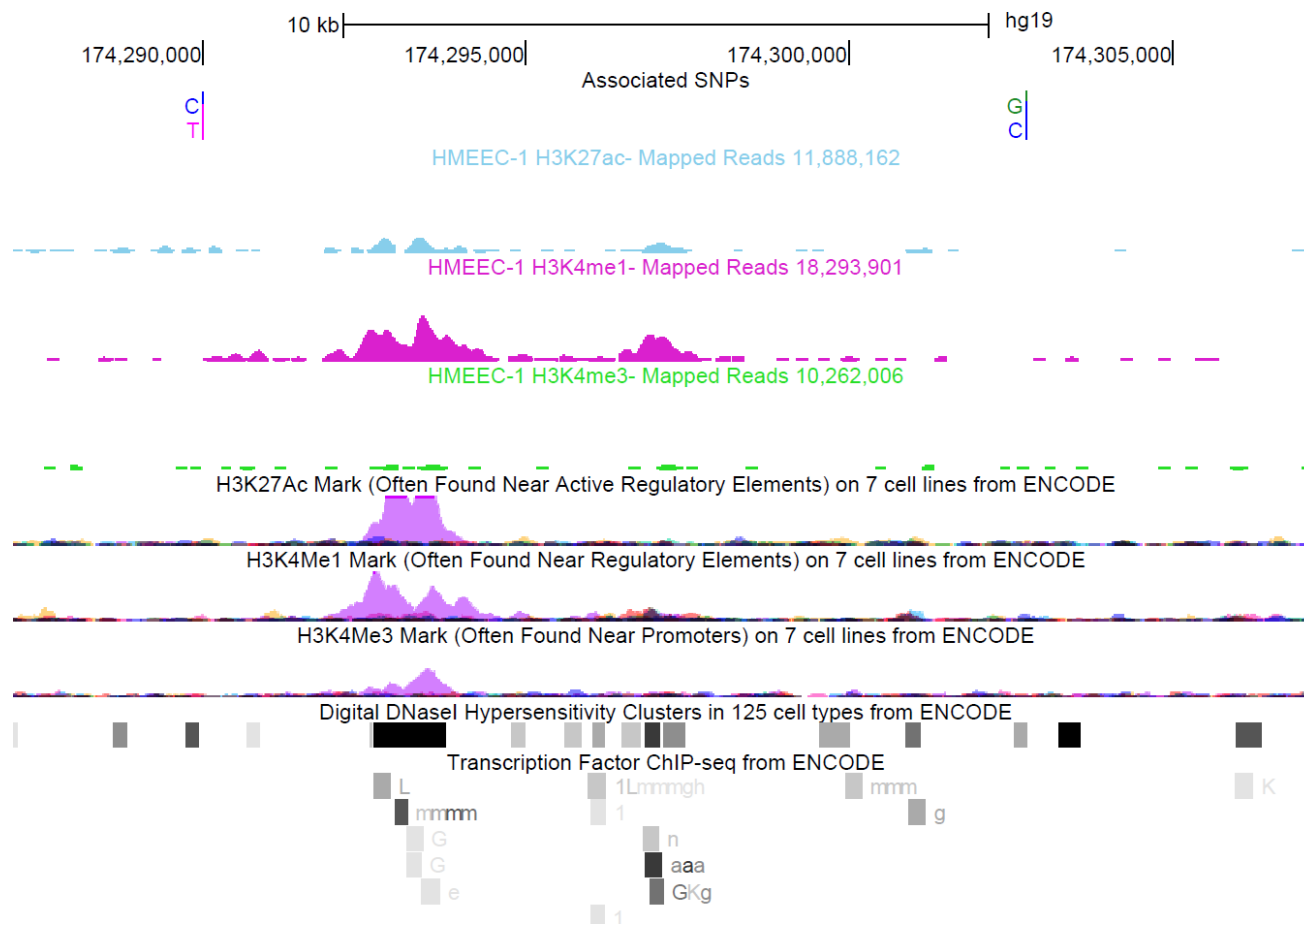 10 kb hg19
174,290,000 174,295,000 174,300,000 174,305,000
Associated SNPs
C G
T C
HMEEC-1 H3K27ac- Mapped Reads 11,888,162
HMEEC-1 H3K4me1- Mapped Reads 18,293,901
HMEEC-1 H3K4me3- Mapped Reads 10,262,006
H3K27Ac Mark (Often Found Near Active Regulatory Elements) on 7 cell lines from ENCODE
H3K4Me1 Mark (Often Found Near Regulatory Elements) on 7 cell lines from ENCODE
H3K4Me3 Mark (Often Found Near Promoters) on 7 cell lines from ENCODE
Digital DNaseI Hypersensitivity Clusters in 125 cell types from ENCODE
Transcription Factor ChIP-seq from ENCODE
L 1Lmmmgh mmm K
mmmm 1 g
G n
G aaa
e GKg
1